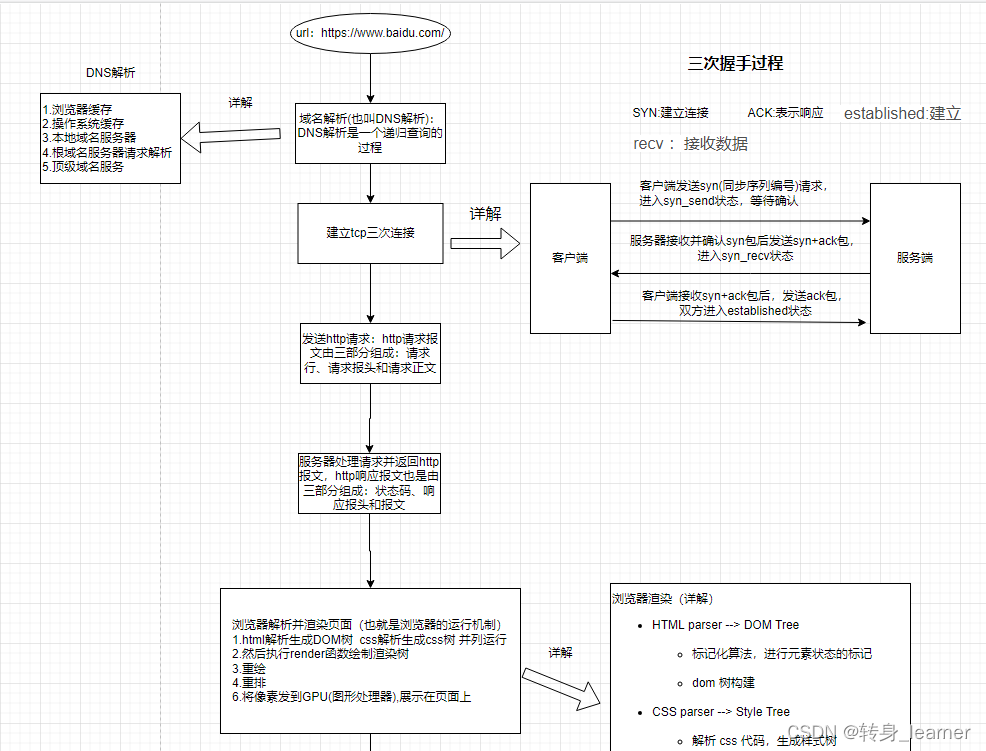 url：https://www.baidu.com/
DNS解析
1.浏览器缓存
2.操作系统缓存
3.本地域名服务器
4.根域名服务器请求解析
5.顶级域名服务
详解
域名解析(也叫DNS解析):
DNS解析是一个递归查询的
过程
建立tcp三次连接
详解
三次握手过程
SYN:建立连接
ACK:表示响应
established:建立
recv ： 接收数据
客户端
服务端
客户端发送syn(同步序列编号)请求，
进入syn_send状态，等待确认
服务器接收并确认syn包后发送syn+ack包，
进入syn_recv状态
客户端接收syn+ack包后，发送ack包，
双方进入established状态
发送http请求：http请求报
文由三部分组成：请求
行、请求报头和请求正文
服务器处理请求并返回http
报文，http响应报文也是由
三部分组成：状态码、响
应报头和报文
浏览器解析并渲染页面（也就是浏览器的运行机制）
1.html解析生成DOM树 css解析生成css树 并列运行
2.然后执行render函数绘制渲染树
3.重绘
4.重排
6.将像素发到GPU(图形处理器),展示在页面上
详解
浏览器渲染（详解）
• HTML parser --> DOM Tree
◦ 标记化算法，进行元素状态的标记
◦ dom 树构建
• CSS parser --> Style Tree
◦ 解析 css 代码，生成样式树
CSDN @转身_learner